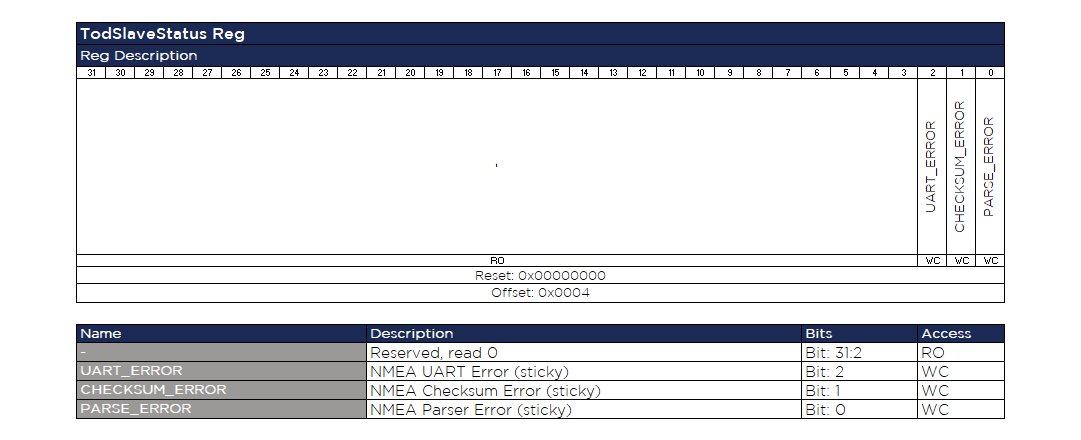 TodSlaveStatus Reg
Reg Description
31 30 29 28 27 26 25 24 23 22 21 20 19 18 17 16 15 14 13 12 11 10 9 8 7 6 5 4 3 2 1 0
- UART_ERROR CHECKSUM_ERROR PARSE_ERROR
RO WC WC WC
Reset: 0x00000000
Offset: 0x0004
Name Description Bits Access
- Reserved, read 0 Bit: 31:2 RO
UART_ERROR NMEA UART Error (sticky) Bit: 2 WC
CHECKSUM_ERROR NMEA Checksum Error (sticky) Bit: 1 WC
PARSE_ERROR NMEA Parser Error (sticky) Bit: 0 WC